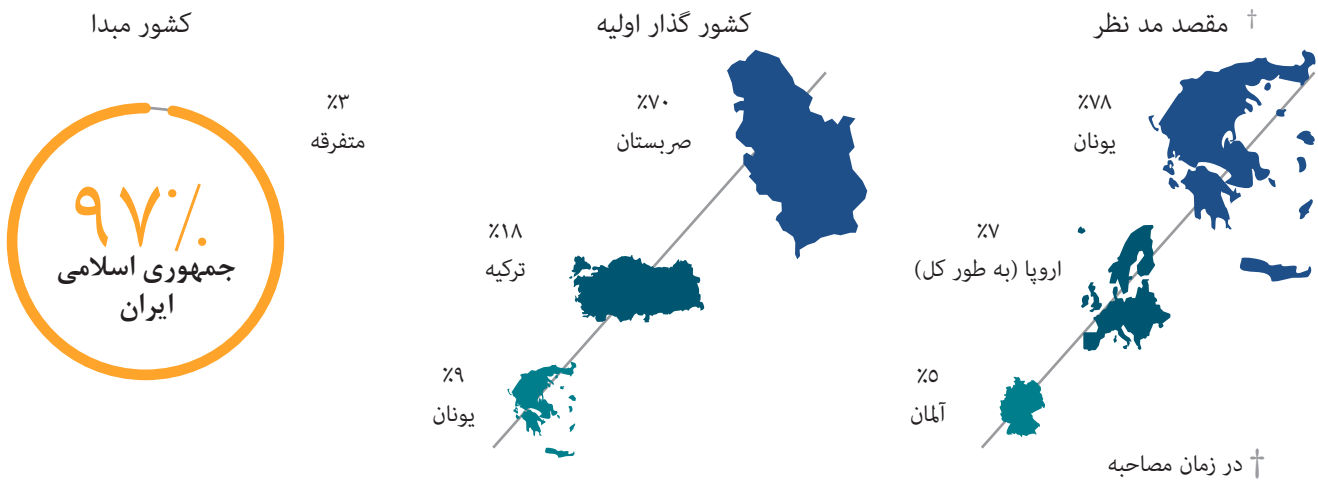 † مقصد مد نظر
٪۷۸
یونان
٪۷
اروپا (به طور کل)
٪۵
آلمان
† در زمان مصاحبه
کشور گذار اولیه
٪۷۰
صربستان
٪۱۸
ترکیه
٪۹
یونان
کشور مبدا
٪۳
متفرقه
۹۷٪
جمهوری اسلامی
ایران